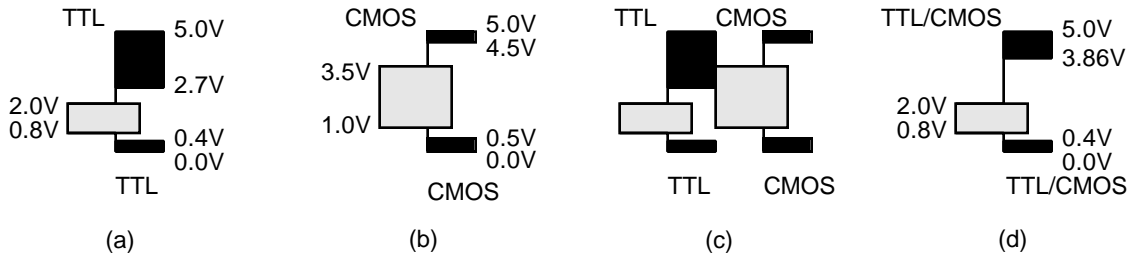 TTL
5.0V
2.7V
2.0V
0.8V
0.4V
0.0V
TTL
(a)
CMOS
5.0V
4.5V
3.5V
1.0V
0.5V
0.0V
CMOS
(b)
TTL
CMOS
TTL
CMOS
(c)
TTL/CMOS
5.0V
3.86V
2.0V
0.8V
0.4V
0.0V
TTL/CMOS
(d)